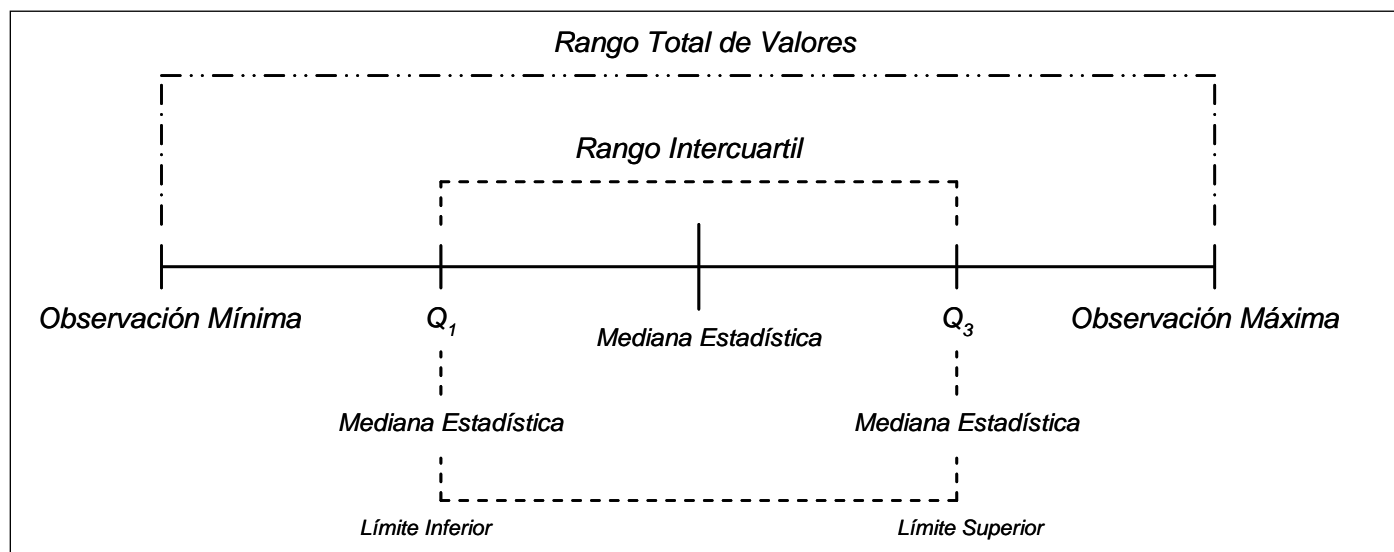 Rango Total de Valores
Rango Intercuartil
Observación Mínima
Q1
Mediana Estadística
Q3
Observación Máxima
Mediana Estadística
Mediana Estadística
Límite Inferior
Límite Superior